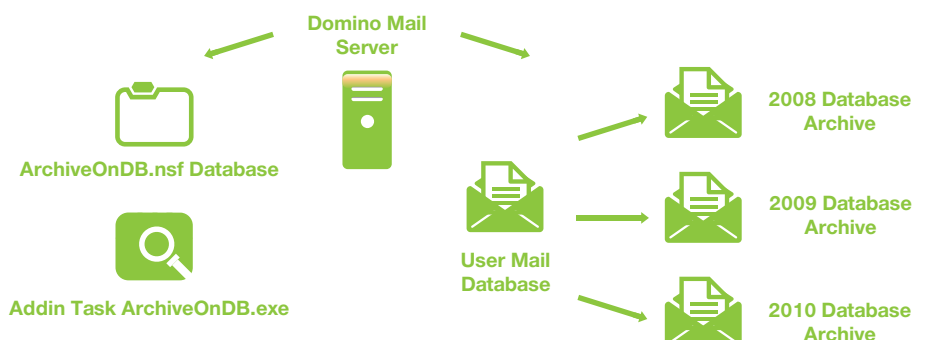 Domino Mail
Server
ArchiveOnDB.nsf Database
Addin Task ArchiveOnDB.exe
User Mail
Database
2008 Database
Archive
2009 Database
Archive
2010 Database
Archive